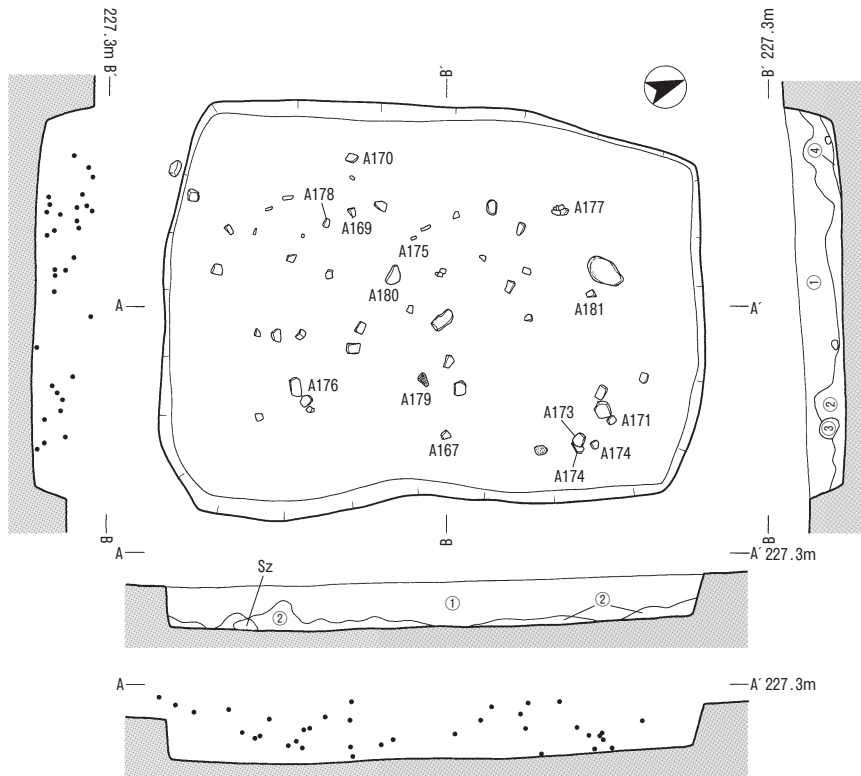 227.3m B´
B´
B´ 227.3m
A170
A178
A169
A177
④
A175
A180
A181
①
A
A´
A176
A179
A173
A171
②
③
A167
A174
A174
B
B
B
A
A´ 227.3m
Sz
②
①
②
A
A´ 227.3m